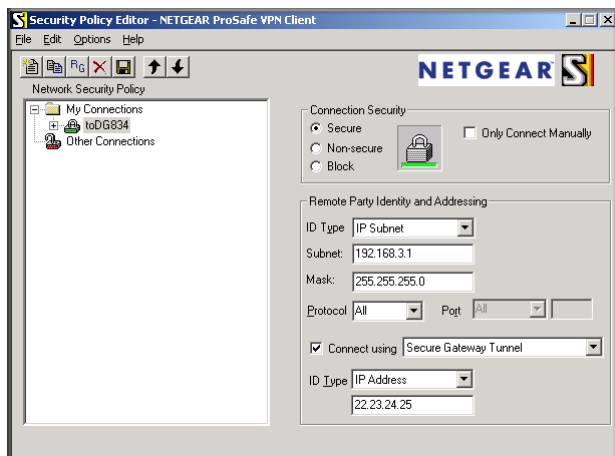 Security Policy Editor - NETGEAR ProSafe VPN Client
File Edit Options Help
RG
NETGEAR S
Network Security Policy
My Connections
toDG834
Other Connections
Connection Security
Secure
Non-secure
Block
Only Connect Manually
Remote Party Identity and Addressing
ID Type IP Subnet
Subnet: 192.168.3.1
Mask: 255.255.255.0
Protocol All Port All
Connect using Secure Gateway Tunnel
ID Type IP Address
22.23.24.25